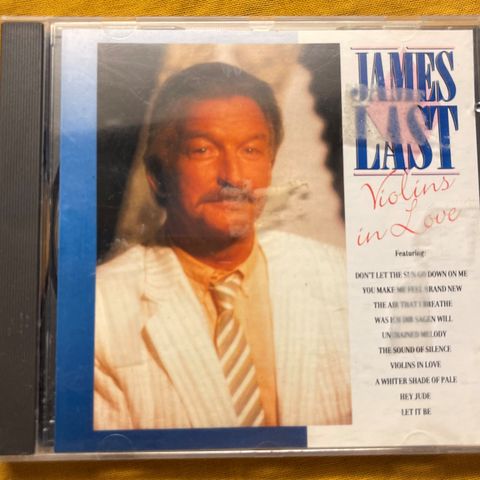 JAMES
LAST
Violins
in Love
Featuring:
DON'T LET THE SUN GO DOWN ON ME
YOU MAKE ME FEEL BRAND NEW
THE AIR THAT I BREATHE
WAS ICH DIR SAGEN WILL
UNCHAINED MELODY
THE SOUND OF SILENCE
VIOLINS IN LOVE
A WHITER SHADE OF PALE
HEY JUDE
LET IT BE